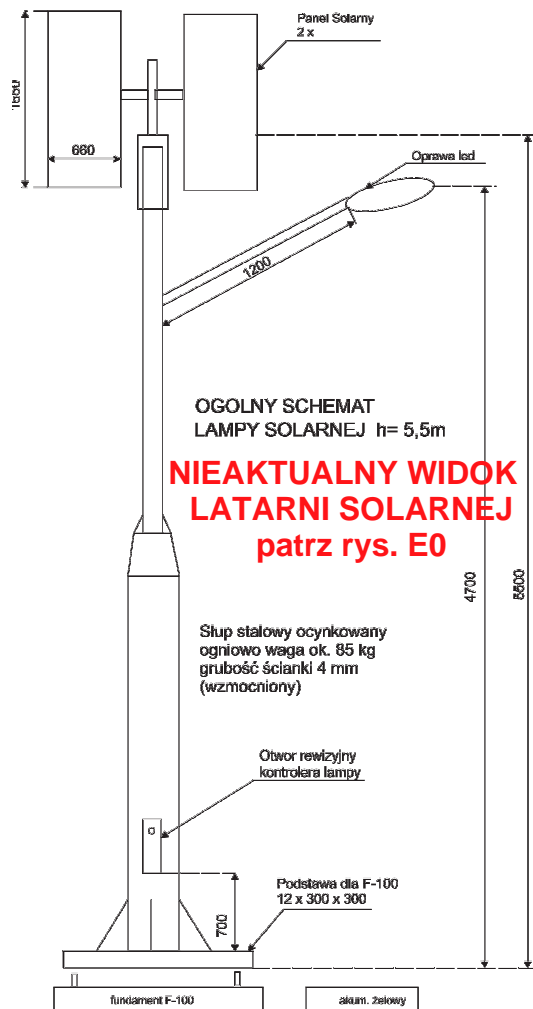 Panel Solarny
2 x
660
Oprawa led
1200
OGOLNY SCHEMAT
LAMPY SOLARNEJ h= 5,5m
NIEAKTUALNY WIDOK
LATARNI SOLARNEJ
patrz rys. E0
4700
5500
Słup stalowy ocynkowany
ogniowo waga ok. 85 kg
grubość ścianki 4 mm
(wzmocniony)
Otwor rewizyjny
kontrolera lampy
700
Podstawa dla F-100
12 x 300 x 300
fundament F-100
akum. żelowy